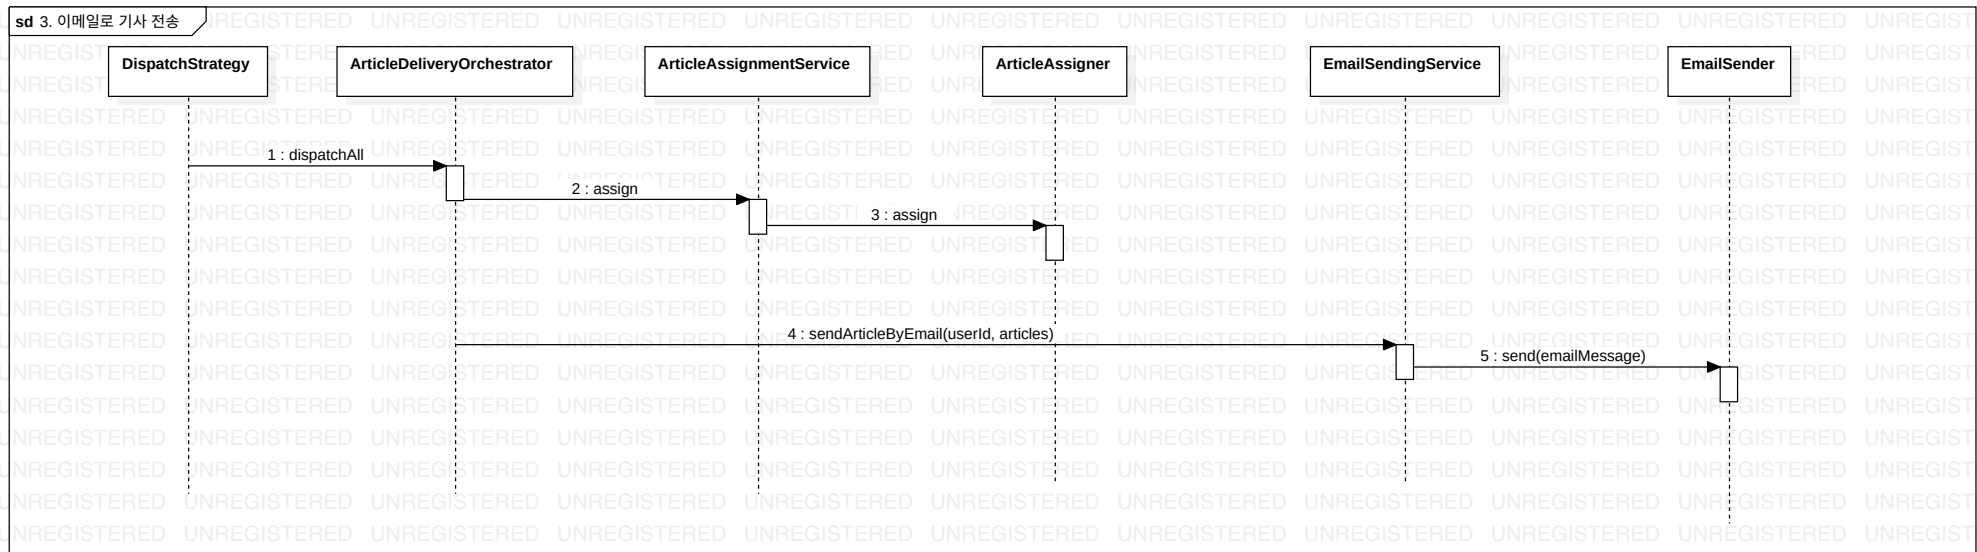 sd 3. 이메일로 기사 전송
DispatchStrategy
ArticleDeliveryOrchestrator
ArticleAssignmentService
ArticleAssigner
EmailSendingService
EmailSender
1 : dispatchAll
2 : assign
3 : assign
4 : sendArticleByEmail(userId, articles)
5 : send(emailMessage)
UNREGISTERED